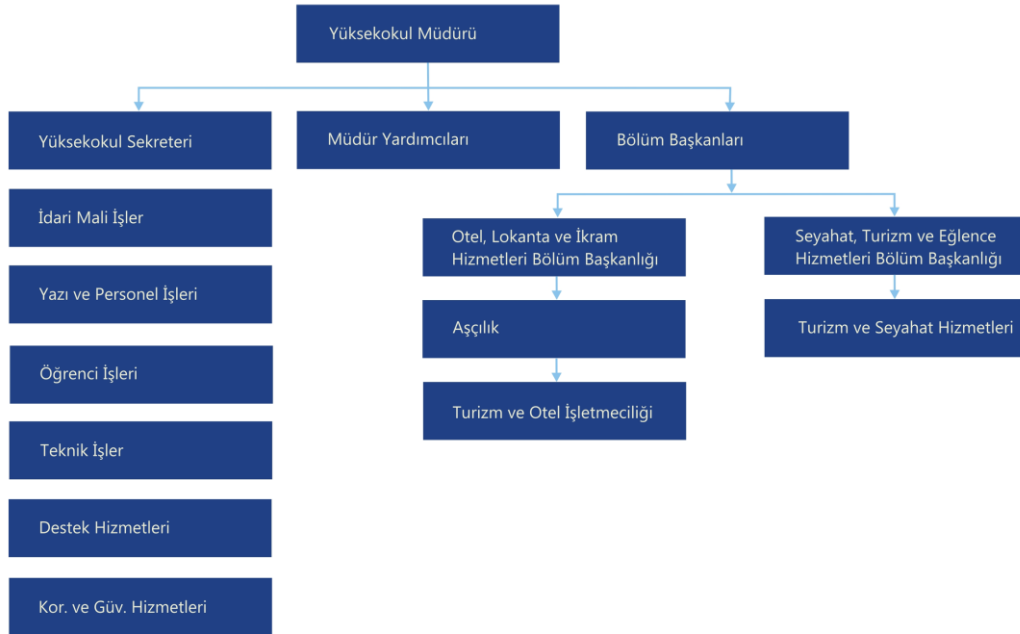 Yüksekokul Müdürü
Yüksekokul Sekreteri
Müdür Yardımcıları
Bölüm Başkanları
İdari Mali İşler
Yazı ve Personel İşleri
Öğrenci İşleri
Teknik İşler
Destek Hizmetleri
Kor. ve Güv. Hizmetleri
Otel, Lokanta ve İkram
Hizmetleri Bölüm Başkanlığı
Aşçılık
Turizm ve Otel İşletmeciliği
Seyahat, Turizm ve Eğlence
Hizmetleri Bölüm Başkanlığı
Turizm ve Seyahat Hizmetleri